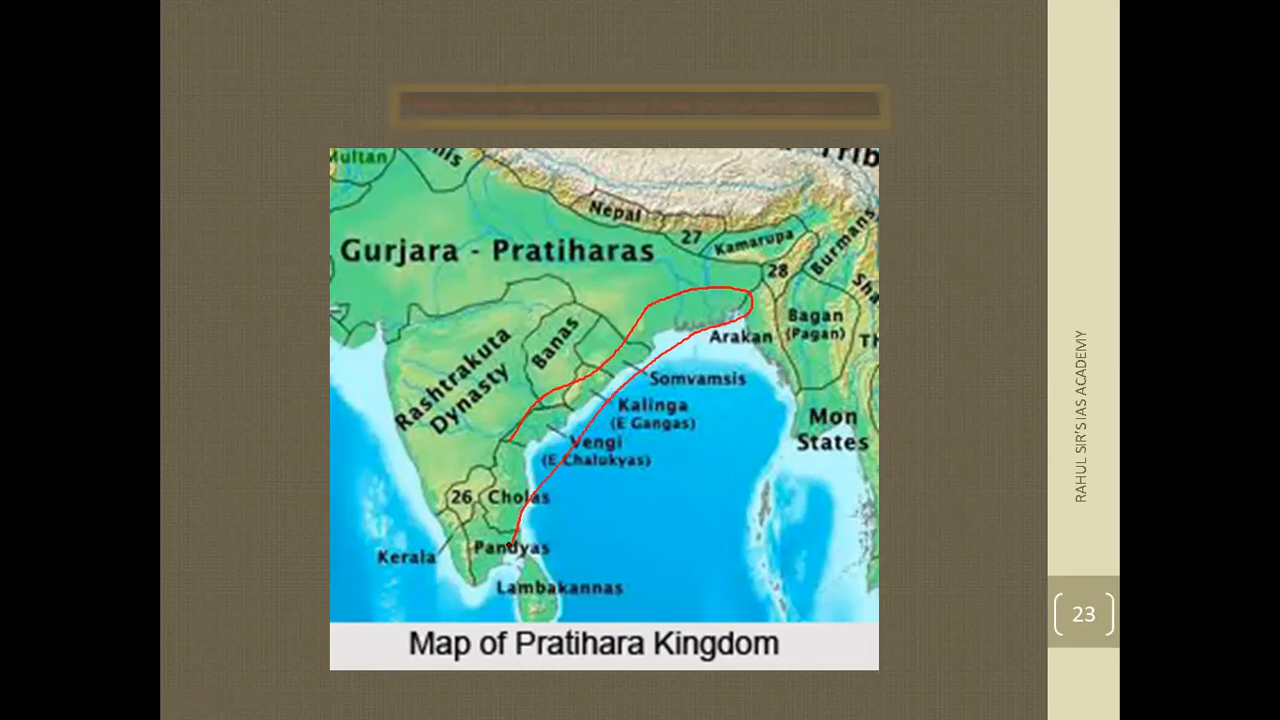 Multan
Nepal
27
Kamarupa
Burmans
Gurjara - Pratiharas
28
Bagan
(Pagan)
Arakan
Banas
Rashtrakuta
Dynasty
Somvamsis
Kalinga
(E Gangas)
Mon
States
Vengi
(E Chalukyas)
26
Cholas
Pandyas
Kerala
Lambakannas
Map of Pratihara Kingdom
RAHUL SIR'S IAS ACADEMY
23